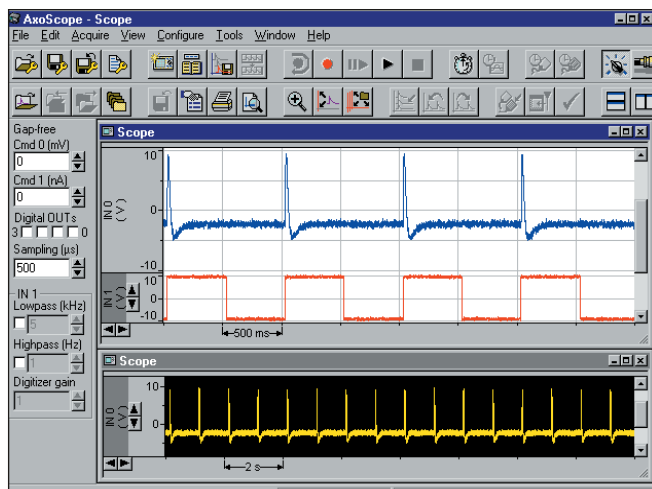 AxoScope - Scope
File Edit Acquire View Configure Tools Window Help
Gap-free
Cmd 0 (mV)
0
Cmd 1 (nA)
0
Digital OUTs
3 0
Sampling (µs)
500
IN 1
Lowpass (kHz)
5
Highpass (Hz)
1
Digitizer gain
1
Scope
10
0
-10
IN 0
(V)
10
0
-10
IN 1
(V)
500 ms
Scope
10
0
IN 0
(V)
2 s